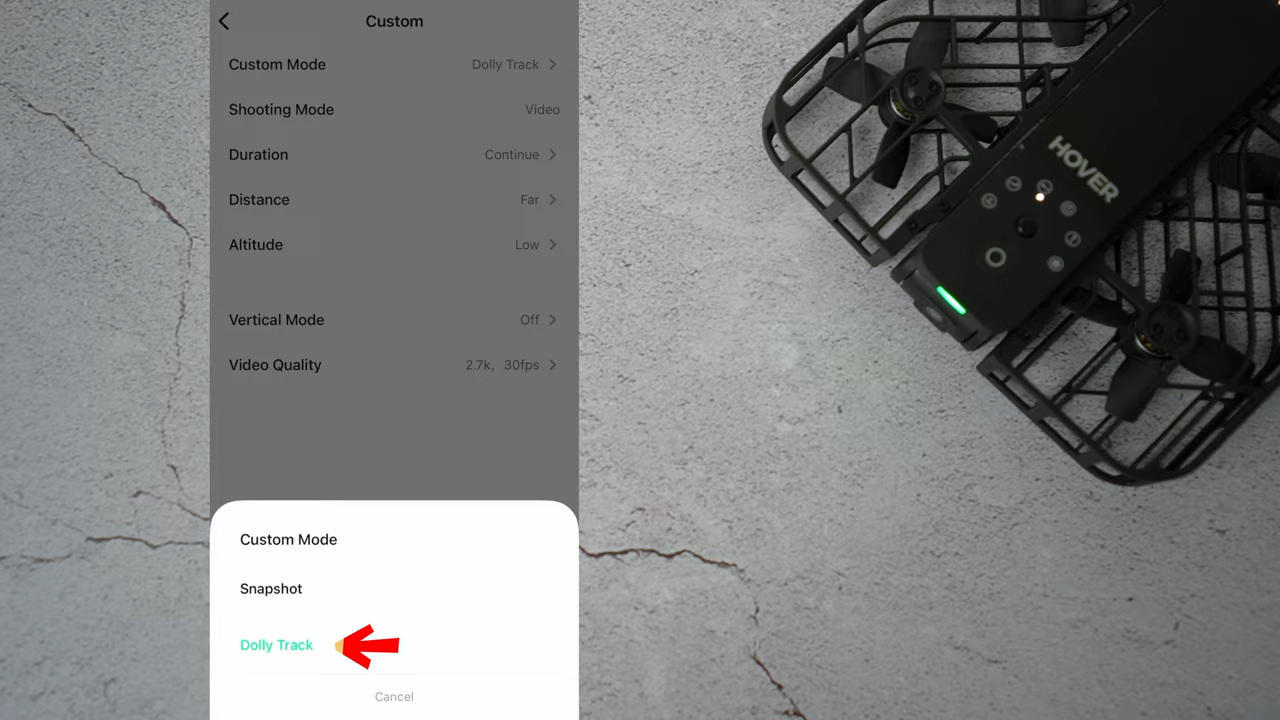 Custom
Custom Mode Dolly Track
Shooting Mode Video
Duration Continue
Distance Far
Altitude Low
Vertical Mode Off
Video Quality 2.7k, 30fps
Custom Mode
Snapshot
Dolly Track
Cancel
HOVER